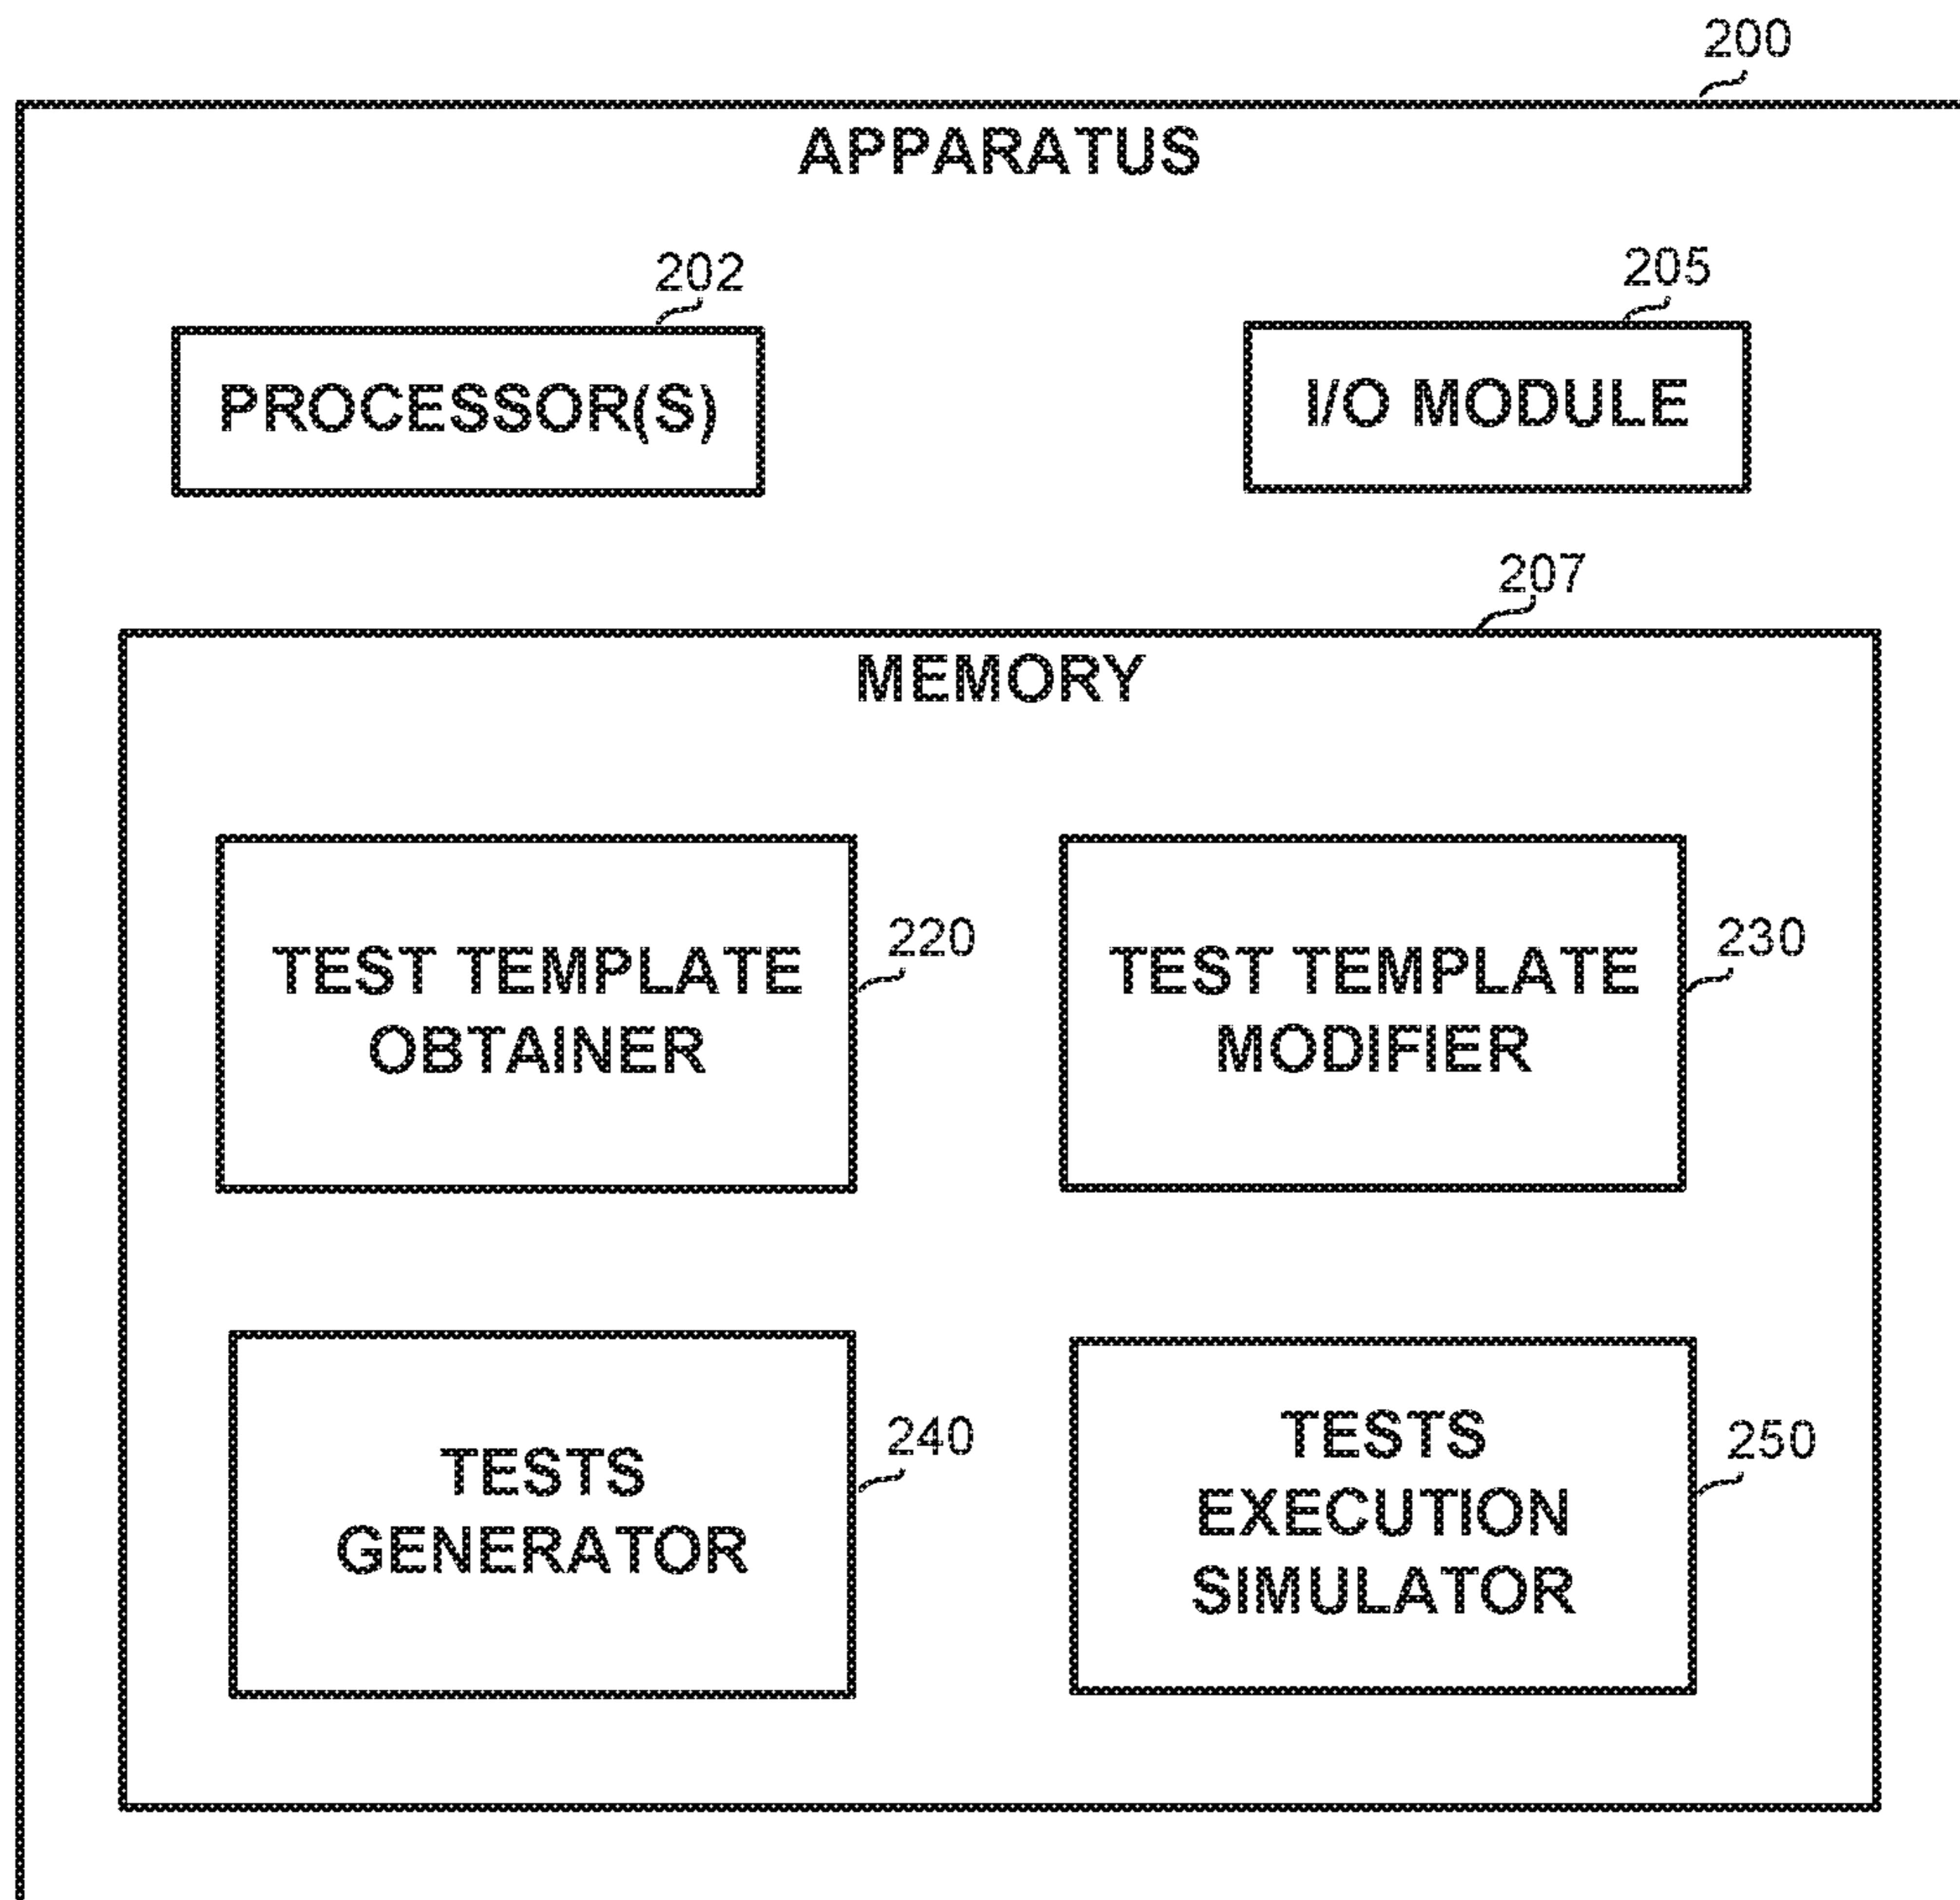 200
APPARATUS
202
205
PROCESSOR(S)
I/O MODULE
207
MEMORY
220
TEST TEMPLATE
OBTAINER
230
TEST TEMPLATE
MODIFIER
240
TESTS
GENERATOR
250
TESTS
EXECUTION
SIMULATOR